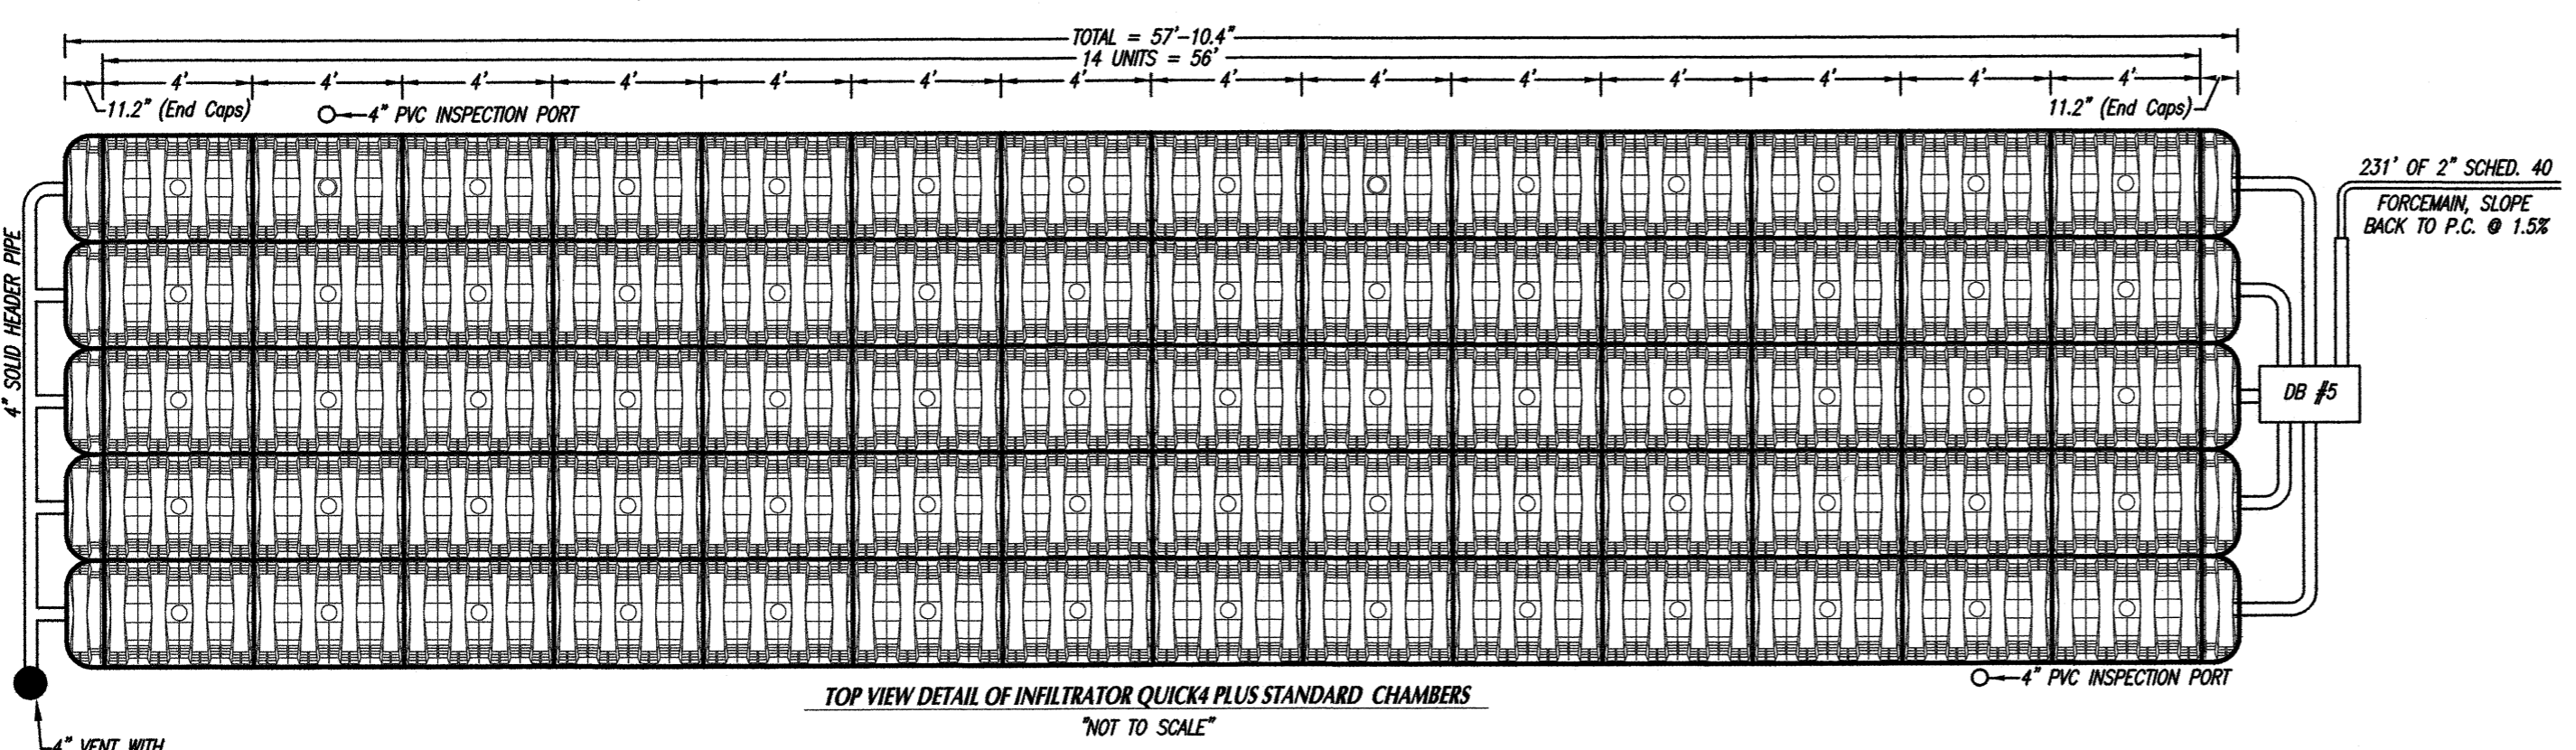 TOTAL = 57'-10.4"
14 UNITS = 56'
4' 4' 4' 4' 4' 4' 4' 4' 4' 4' 4' 4' 4' 4'
11.2" (End Caps)
4" PVC INSPECTION PORT
11.2" (End Caps)
4" SOLID HEADER PIPE
231' OF 2" SCHED. 40
FORCEMAIN, SLOPE
BACK TO P.C. @ 1.5%
DB #5
4" PVC INSPECTION PORT
TOP VIEW DETAIL OF INFILTRATOR QUICK4 PLUS STANDARD CHAMBERS
"NOT TO SCALE"
4" VENT WITH